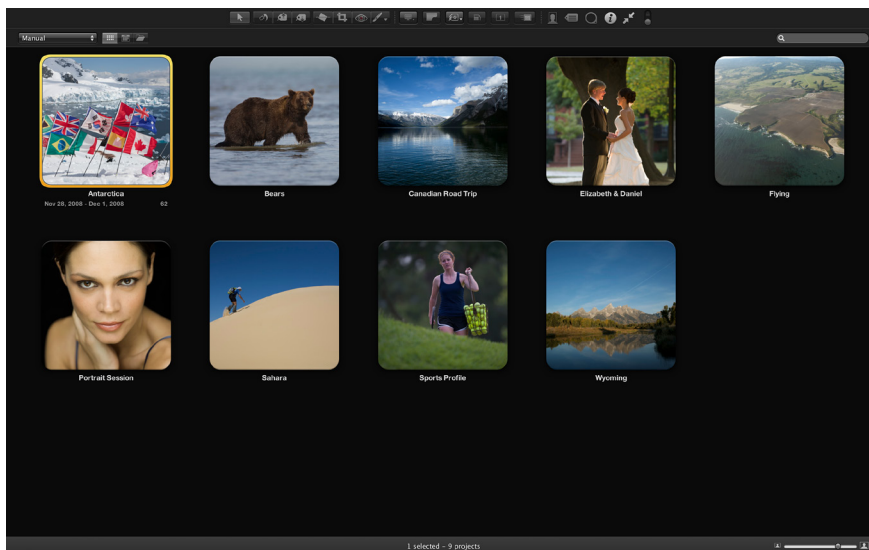 Manual
Antarctica
Nov 28, 2008 - Dec 1, 2008 62
Bears
Canadian Road Trip
Elizabeth & Daniel
Flying
Portrait Session
Sahara
Sports Profile
Wyoming
1 selected - 9 projects